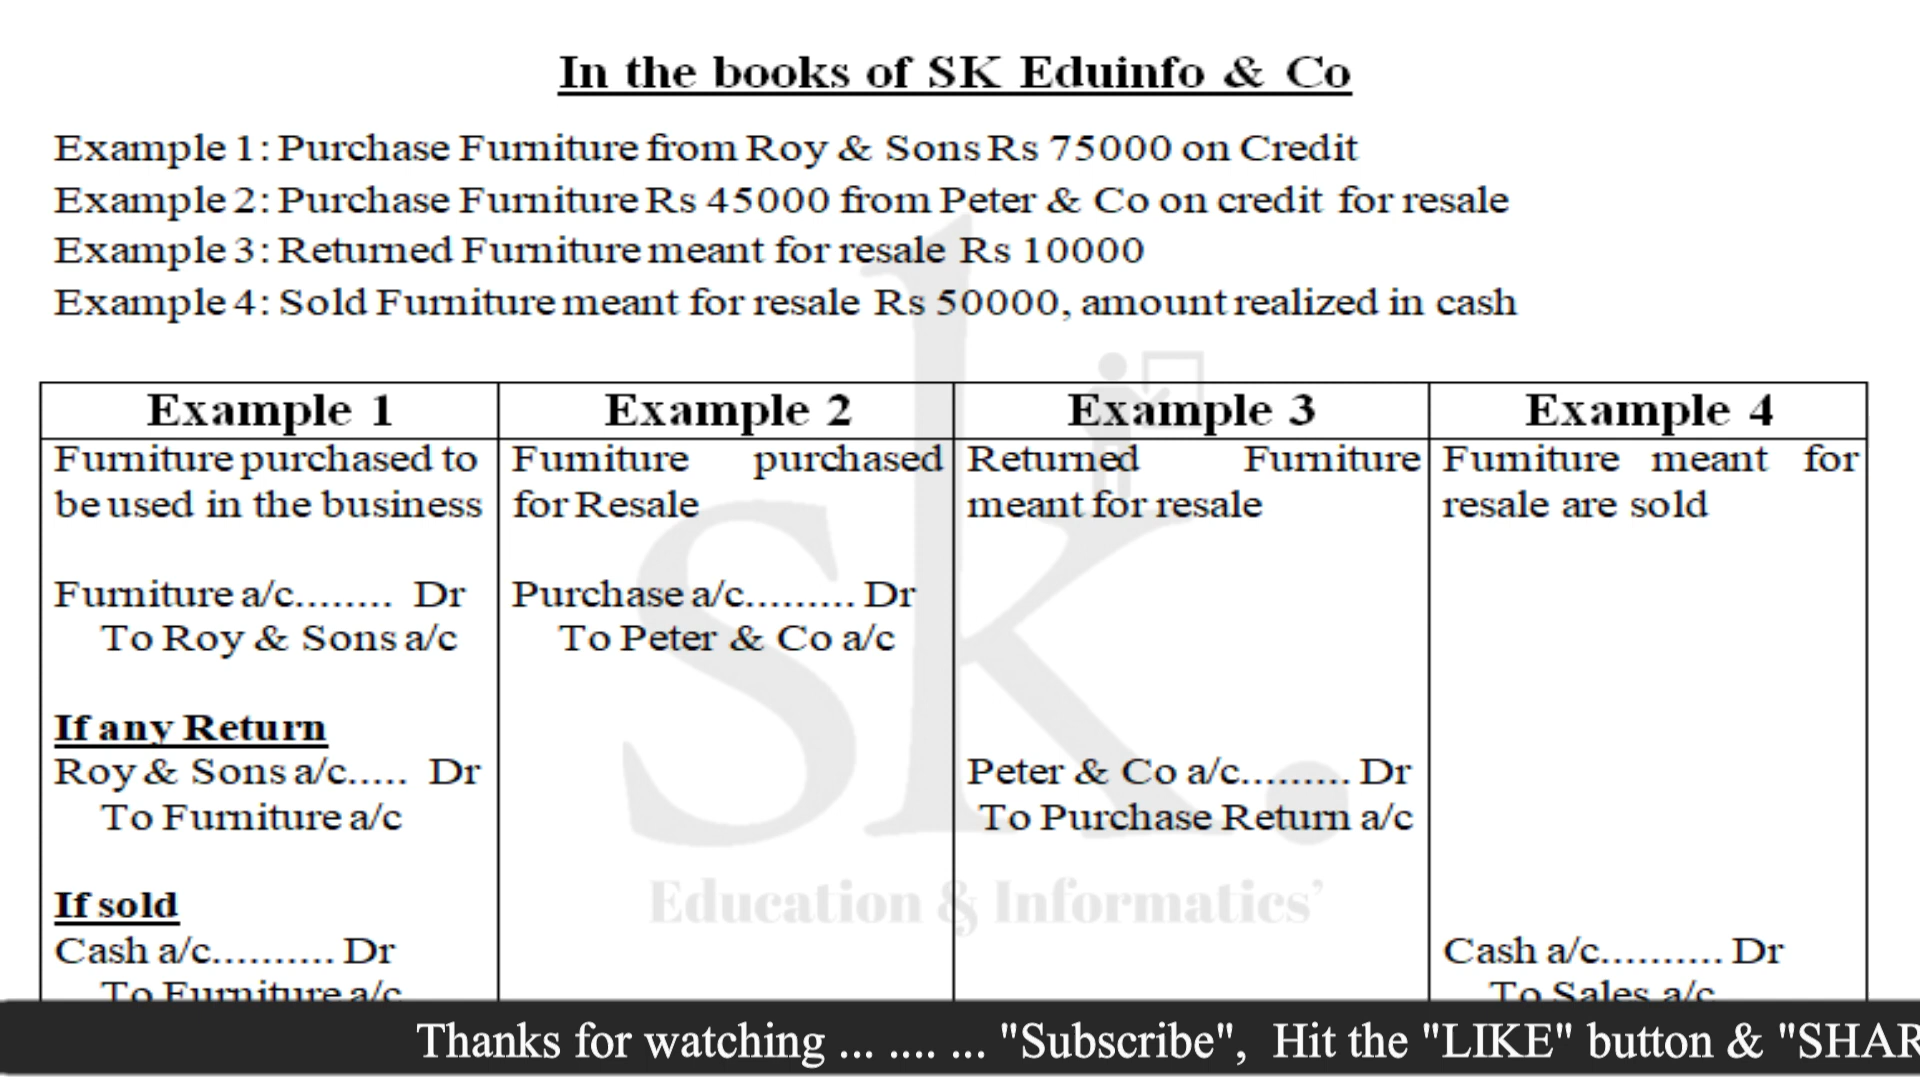 In the books of SK Eduinfo & Co
Example 1: Purchase Furniture from Roy & Sons Rs 75000 on Credit
Example 2: Purchase Furniture Rs 45000 from Peter & Co on credit for resale
Example 3: Returned Furniture meant for resale Rs 10000
Example 4: Sold Furniture meant for resale Rs 50000, amount realized in cash
Example 1
Furniture purchased to
be used in the business
Furniture a/c........ Dr
To Roy & Sons a/c
If any Return
Roy & Sons a/c..... Dr
To Furniture a/c
If sold
Cash a/c.......... Dr
To Furniture a/c
Example 2
Furniture purchased
for Resale
Purchase a/c......... Dr
To Peter & Co a/c
Example 3
Returned Furniture
meant for resale
Peter & Co a/c......... Dr
To Purchase Return a/c
Example 4
Furniture meant for
resale are sold
Cash a/c.......... Dr
To Sales a/c
sk.
Education & Informatics'
Thanks for watching ... .... ... "Subscribe", Hit the "LIKE" button & "SHAR